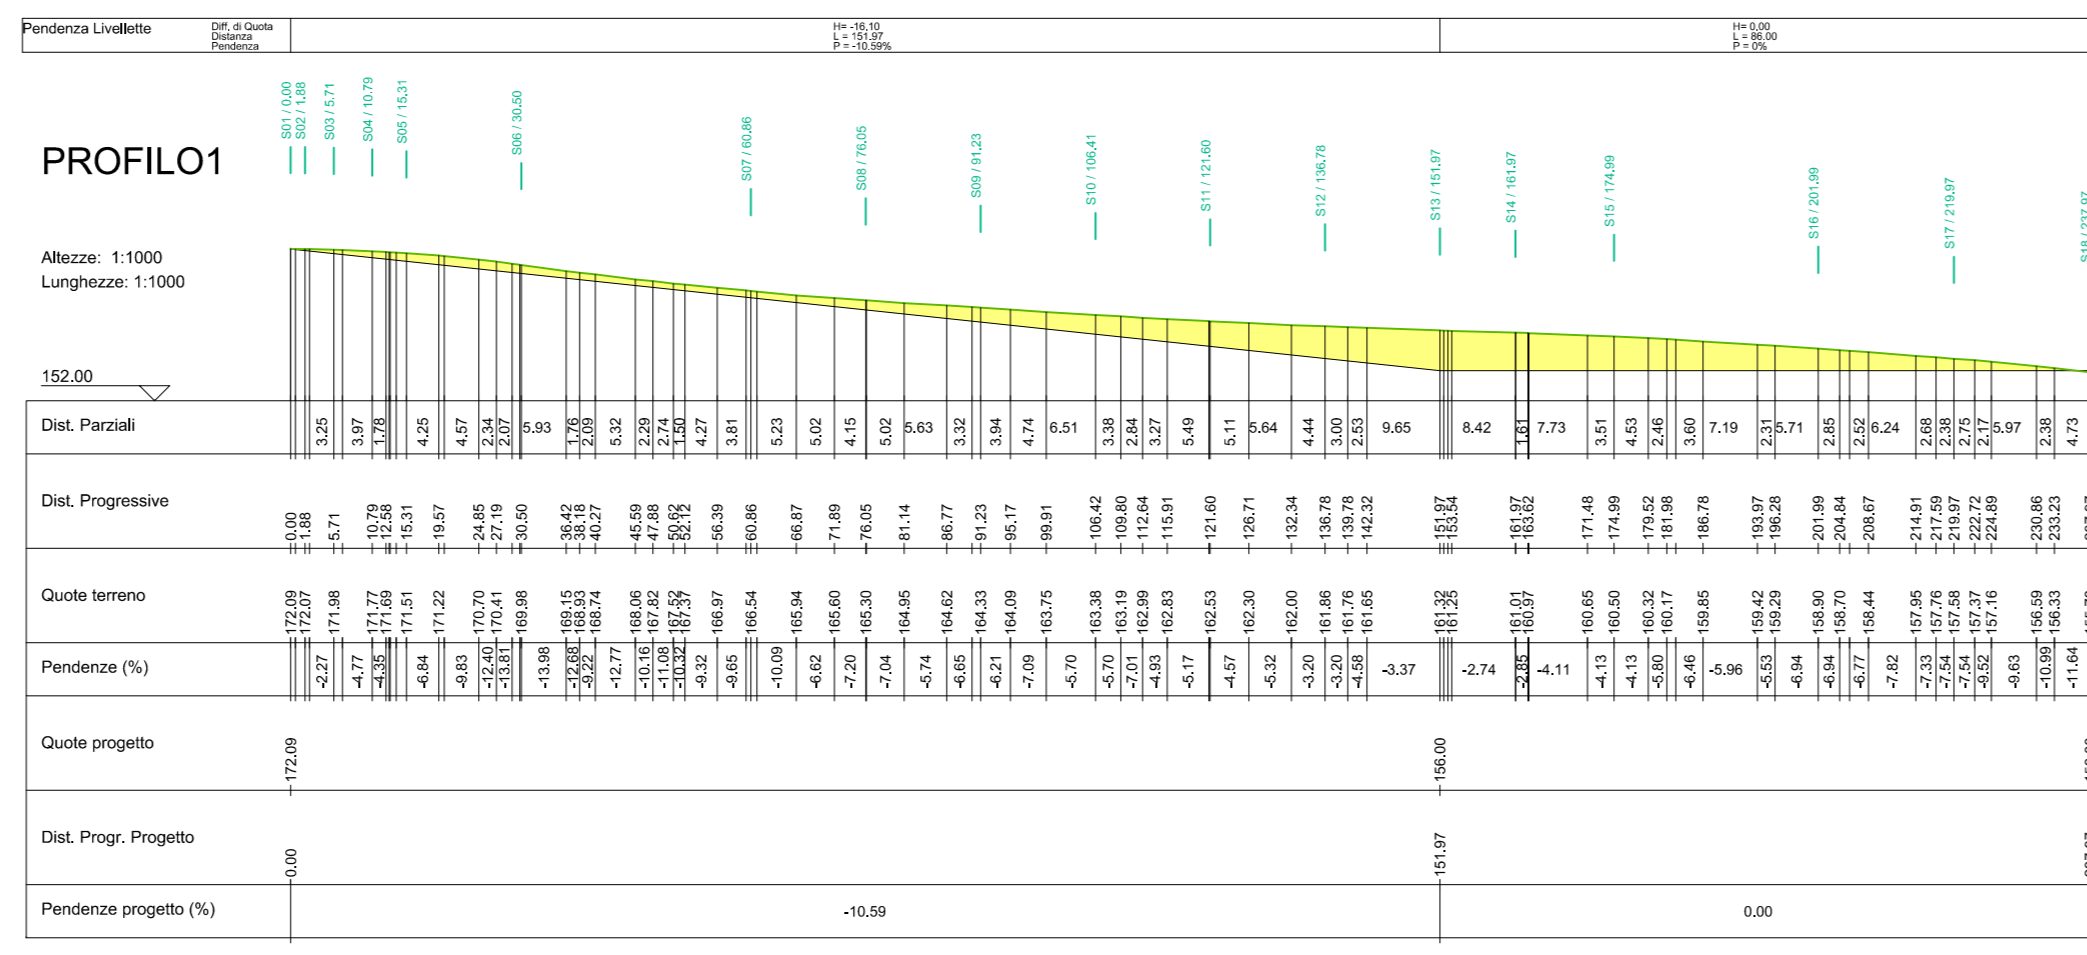 Pendenza Livellette
Diff. di Quota
Distanza
Pendenza
H= -16,10
L = 151.97
P = -10.59%
H= 0,00
L = 86.00
P = 0%
S01 / 0.00
S02 / 1.88
S03 / 5.71
S04 / 10.79
S05 / 15.31
S06 / 30.50
S07 / 60.86
S08 / 76.05
S09 / 91.23
S10 / 106.41
S11 / 121.60
S12 / 136.78
S13 / 151.97
S14 / 161.97
S15 / 174.99
S16 / 201.99
S17 / 219.97
S18 / 237.97
PROFILO1
Altezze: 1:1000
Lunghezze: 1:1000
152.00
Dist. Parziali
3.25 3.97 1.78 4.25 4.57 2.34 2.07 5.93 1.76 2.09 5.32 2.29 2.74 1.50 4.27 3.81 5.23 5.02 4.15 5.02 5.63 3.32 3.94 4.74 6.51 3.38 2.84 3.27 5.49 5.11 5.64 4.44 3.00 2.53 9.65 8.42 1.61 7.73 3.51 4.53 2.46 3.60 7.19 2.31 5.71 2.85 2.52 6.24 2.68 2.38 2.75 2.17 5.97 2.38 4.73
Dist. Progressive
0.00 1.88 5.71 10.79 12.58 15.31 19.57 24.85 27.19 30.50 36.42 38.18 40.27 45.59 47.88 50.62 52.12 56.39 60.86 66.87 71.89 76.05 81.14 86.77 91.23 95.17 99.91 106.42 109.80 112.64 115.91 121.60 126.71 132.34 136.78 139.78 142.32 151.97 153.54 161.97 163.62 171.48 174.99 179.52 181.98 186.78 193.97 196.28 201.99 204.84 208.67 214.91 217.59 219.97 222.72 224.89 230.86 233.23
Quote terreno
172.09 172.07 171.98 171.77 171.69 171.51 171.22 170.70 170.41 169.98 169.15 168.93 168.74 168.06 167.82 167.52 167.37 166.97 166.54 165.94 165.60 165.30 164.95 164.62 164.33 164.09 163.75 163.38 163.19 162.99 162.83 162.53 162.30 162.00 161.86 161.76 161.65 161.32 161.25 161.01 160.97 160.65 160.50 160.32 160.17 159.85 159.42 159.29 158.90 158.70 158.44 157.95 157.76 157.58 157.37 157.16 156.59 156.33
Pendenze (%)
-2.27 -4.77 -4.35 -6.84 -9.83 -12.40 -13.81 -13.98 -12.68 -9.22 -12.77 -10.16 -11.08 -10.32 -9.32 -9.65 -10.09 -6.62 -7.20 -7.04 -5.74 -6.65 -6.21 -7.09 -5.70 -5.70 -7.01 -4.93 -5.17 -4.57 -5.32 -3.20 -3.20 -4.58 -3.37 -2.74 -2.85 -4.11 -4.13 -4.13 -5.80 -6.46 -5.96 -5.53 -6.94 -6.94 -6.77 -7.82 -7.33 -7.54 -7.54 -9.52 -9.63 -10.99 -11.64
Quote progetto
172.09 156.00
Dist. Progr. Progetto
0.00 151.97
Pendenze progetto (%)
-10.59 0.00